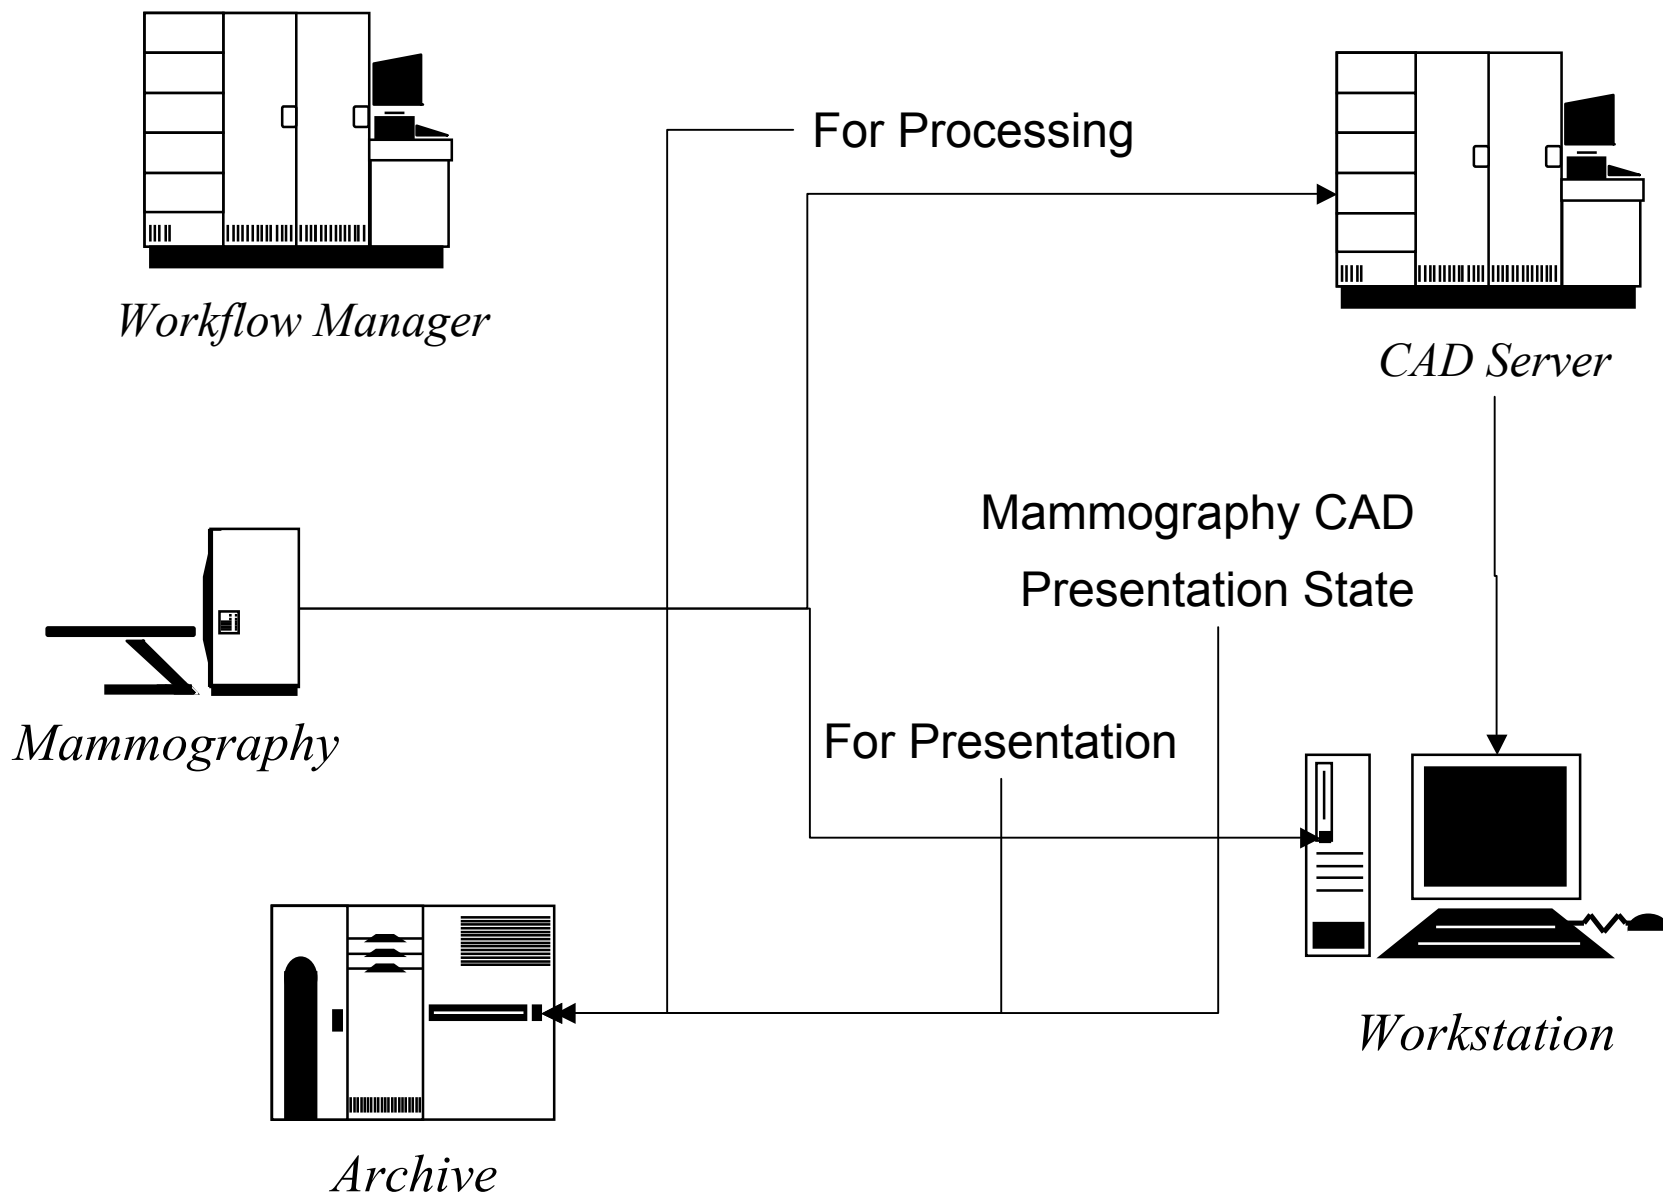 For Processing
Workflow Manager
CAD Server
Mammography CAD
Presentation State
Mammography
For Presentation
Workstation
Archive